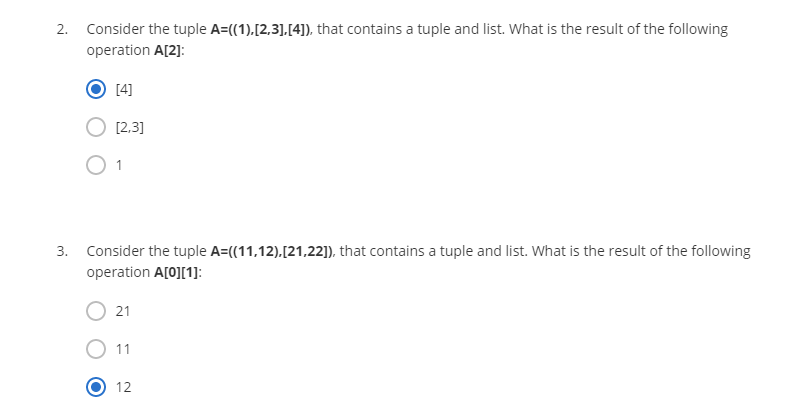 2. Consider the tuple A=((1),[2,3],[4]), that contains a tuple and list. What is the result of the following
operation A[2]:
[4]
[2,3]
1
3. Consider the tuple A=((11,12),[21,22]), that contains a tuple and list. What is the result of the following
operation A[0][1]:
21
11
12